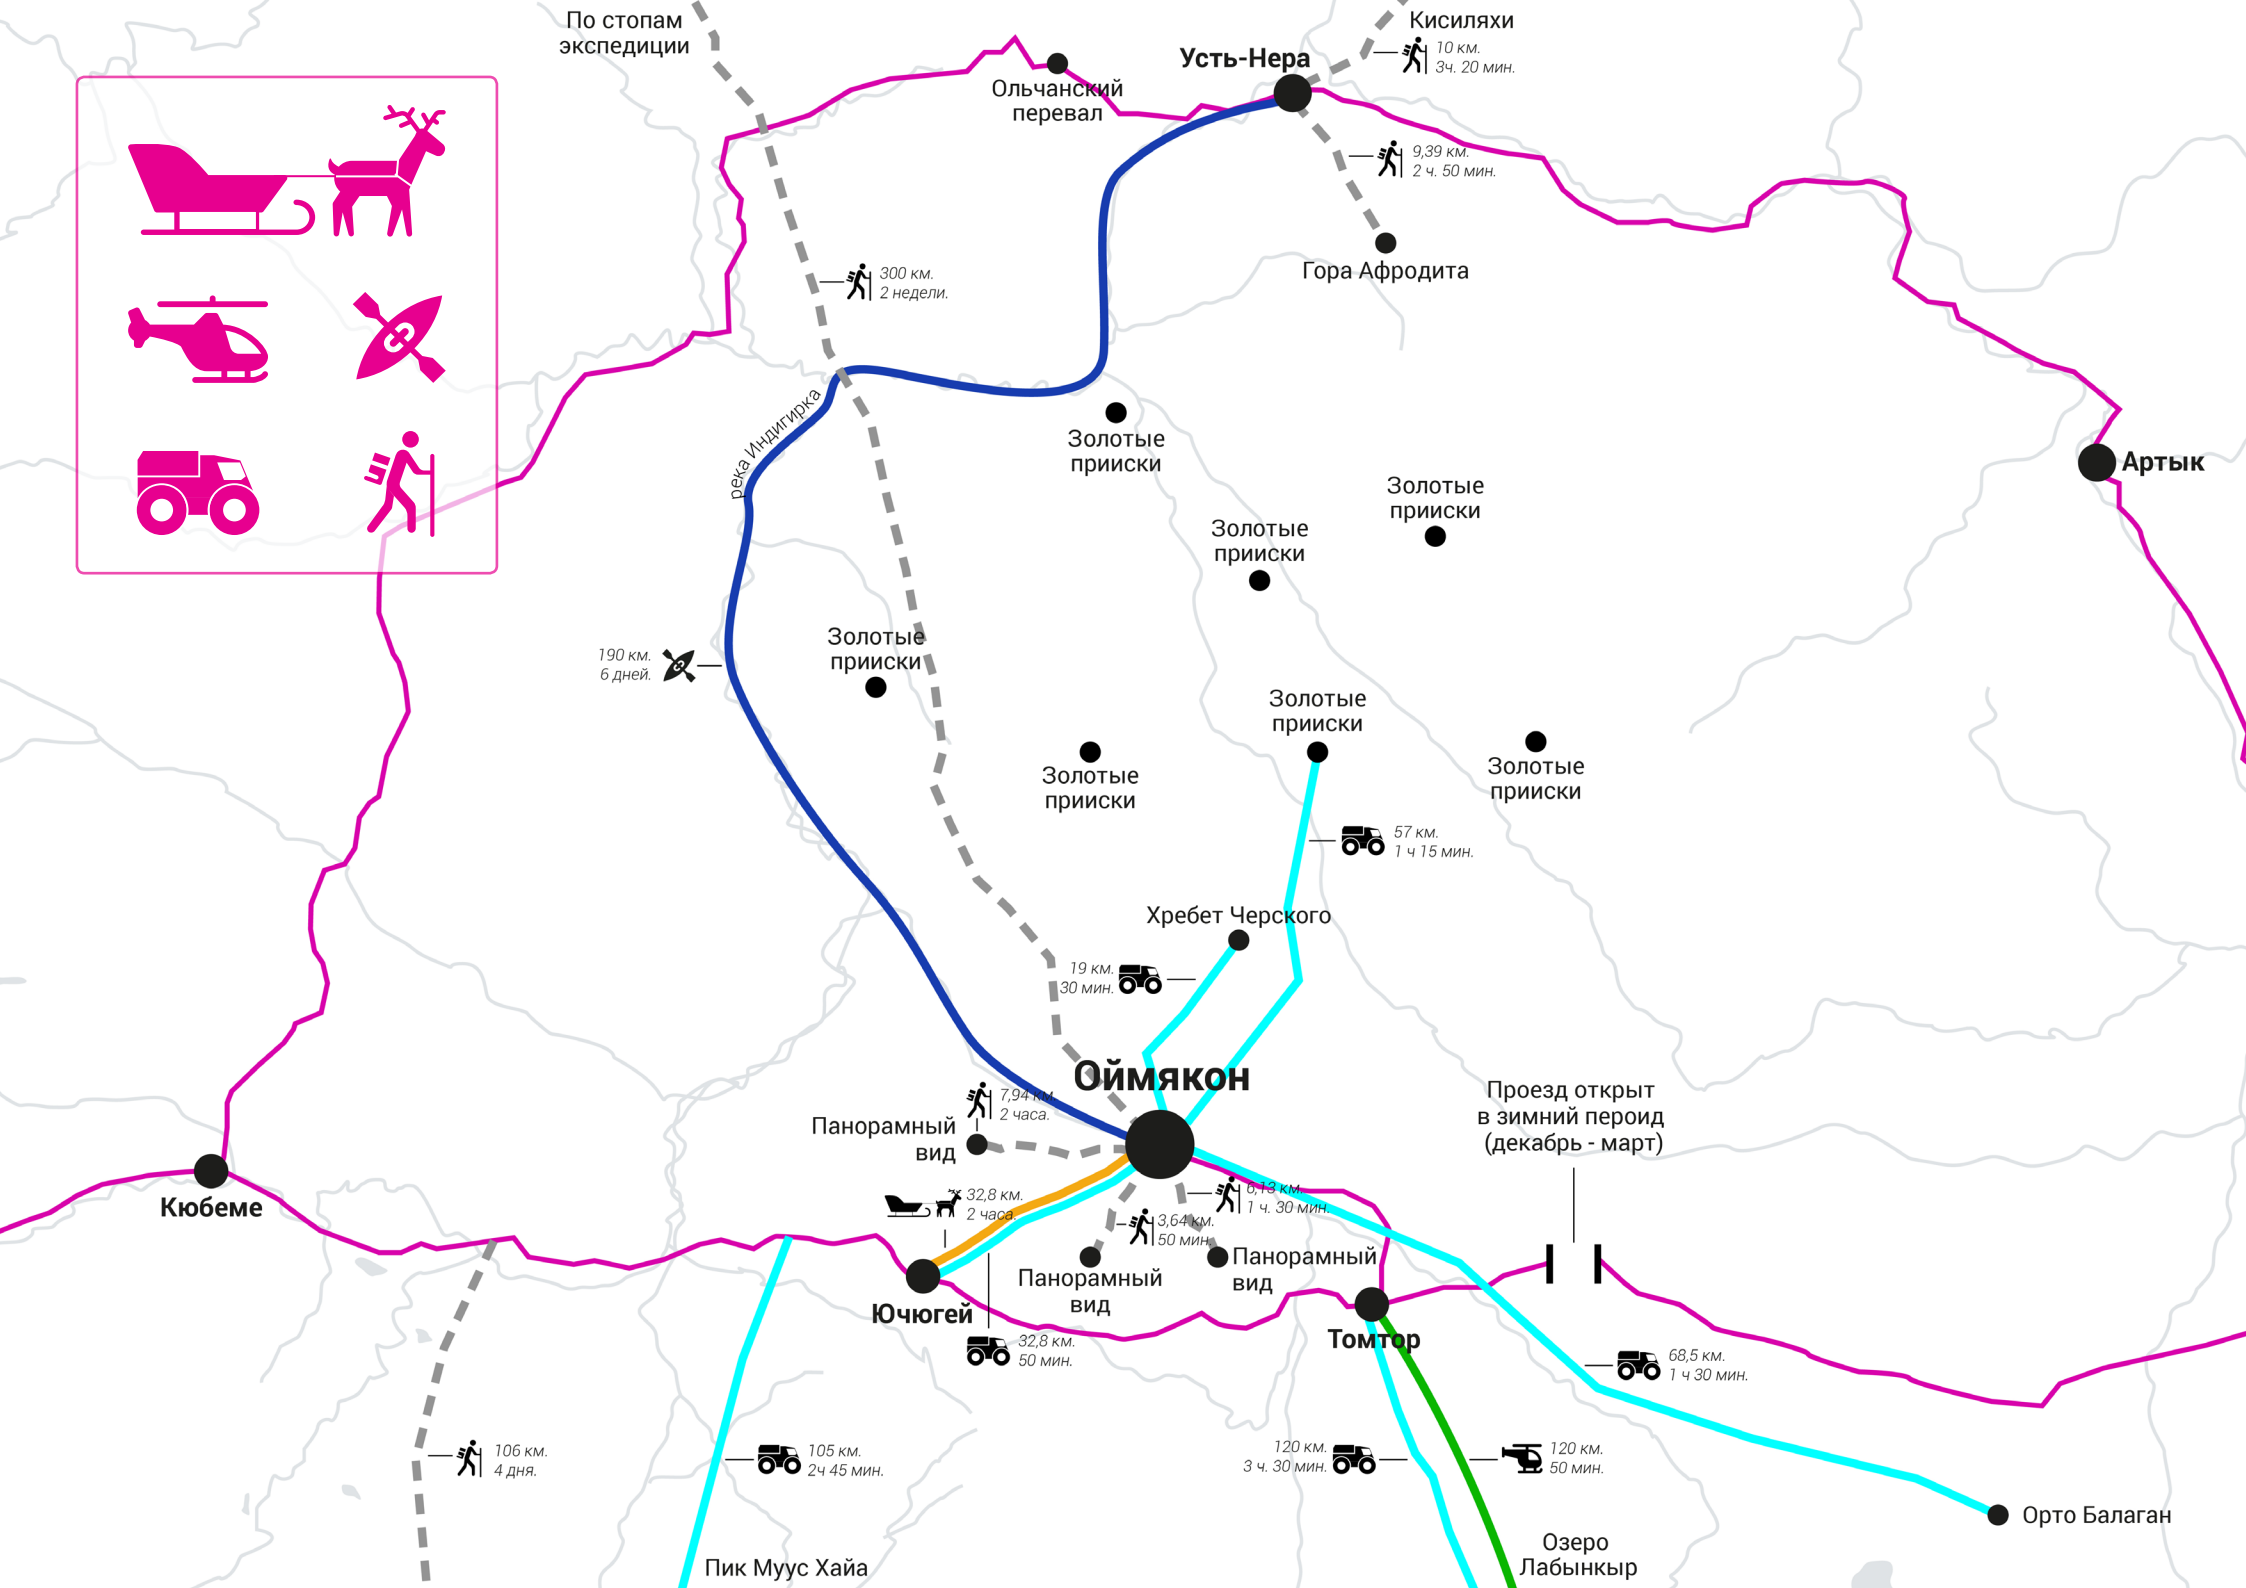 По стопам
экспедиции
Кисиляхи
10 км.
3ч. 20 мин.
Усть-Нера
Ольчанский
перевал
9,39 км.
2 ч. 50 мин.
Гора Афродита
300 км.
2 недели.
река Индигирка
Золотые
прииски
Артык
Золотые
прииски
Золотые
прииски
190 км.
6 дней.
Золотые
прииски
Золотые
прииски
Золотые
прииски
Золотые
прииски
57 км.
1 ч 15 мин.
Хребет Черского
19 км.
30 мин.
Оймякон
7,94 км.
2 часа.
Панорамный
вид
Проезд открыт
в зимний пероид
(декабрь - март)
Кюбеме
32,8 км.
2 часа.
6,13 км.
1 ч. 30 мин.
3,64 км.
50 мин.
Панорамный
вид
Панорамный
вид
Ючюгей
32,8 км.
50 мин.
Томтор
68,5 км.
1 ч 30 мин.
106 км.
4 дня.
105 км.
2ч 45 мин.
120 км.
3 ч. 30 мин.
120 км.
50 мин.
Орто Балаган
Пик Муус Хайа
Озеро
Лабынкыр